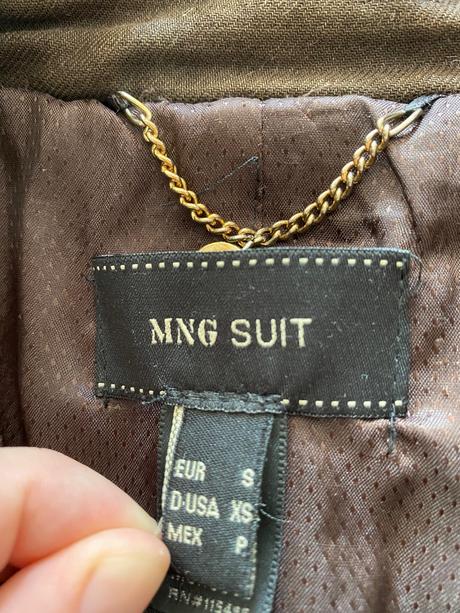 MNG SUIT
EUR S
D-USA XS
MEX P